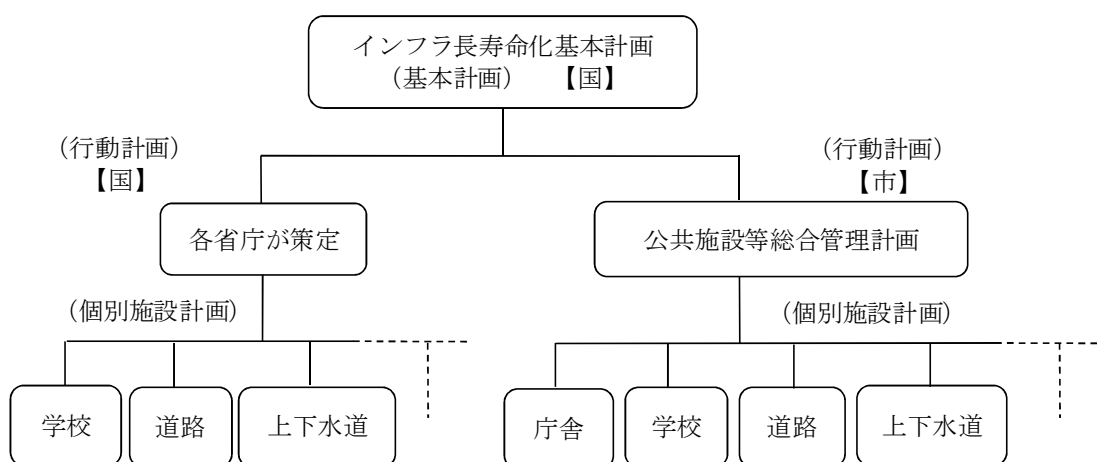 インフラ長寿命化基本計画
（基本計画）　【国】
（行動計画）
【国】
（行動計画）
【市】
各省庁が策定
公共施設等総合管理計画
（個別施設計画）
（個別施設計画）
学校
道路
上下水道
庁舎
学校
道路
上下水道